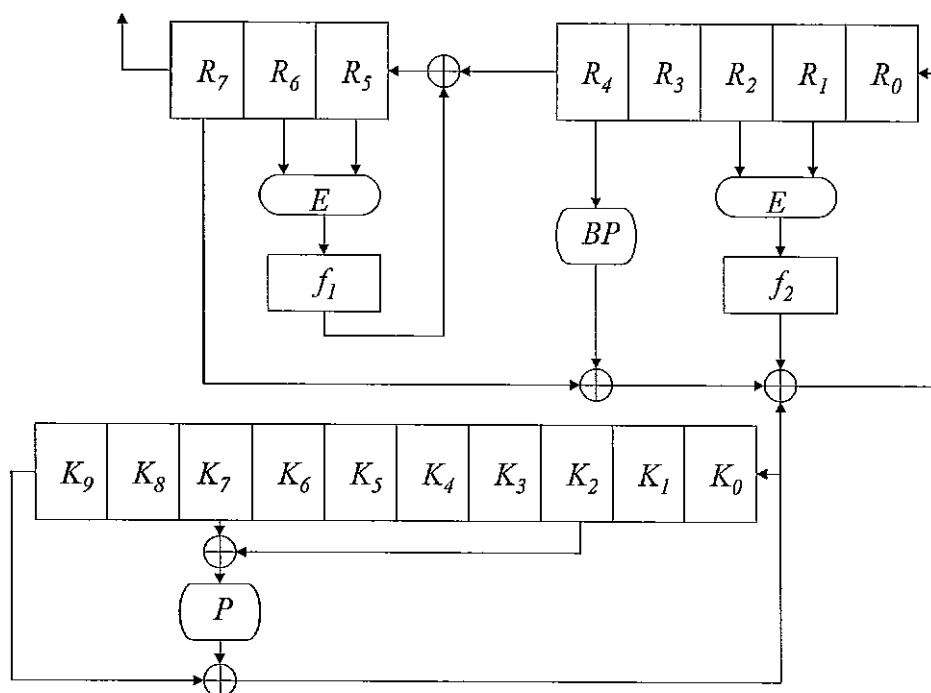 R₇ R₆ R₅ R₄ R₃ R₂ R₁ R₀
E E
BP
f₁ f₂
K₉ K₈ K₇ K₆ K₅ K₄ K₃ K₂ K₁ K₀
P